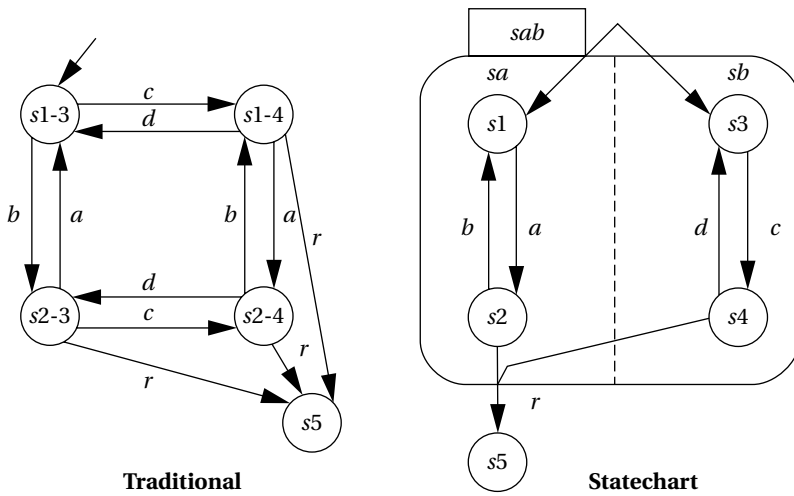 s1-3
c
s1-4
d
b
a
b
a
r
d
s2-3
c
s2-4
r
r
s5
Traditional
sab
sa
sb
s1
s3
b
a
d
c
s2
s4
r
s5
Statechart